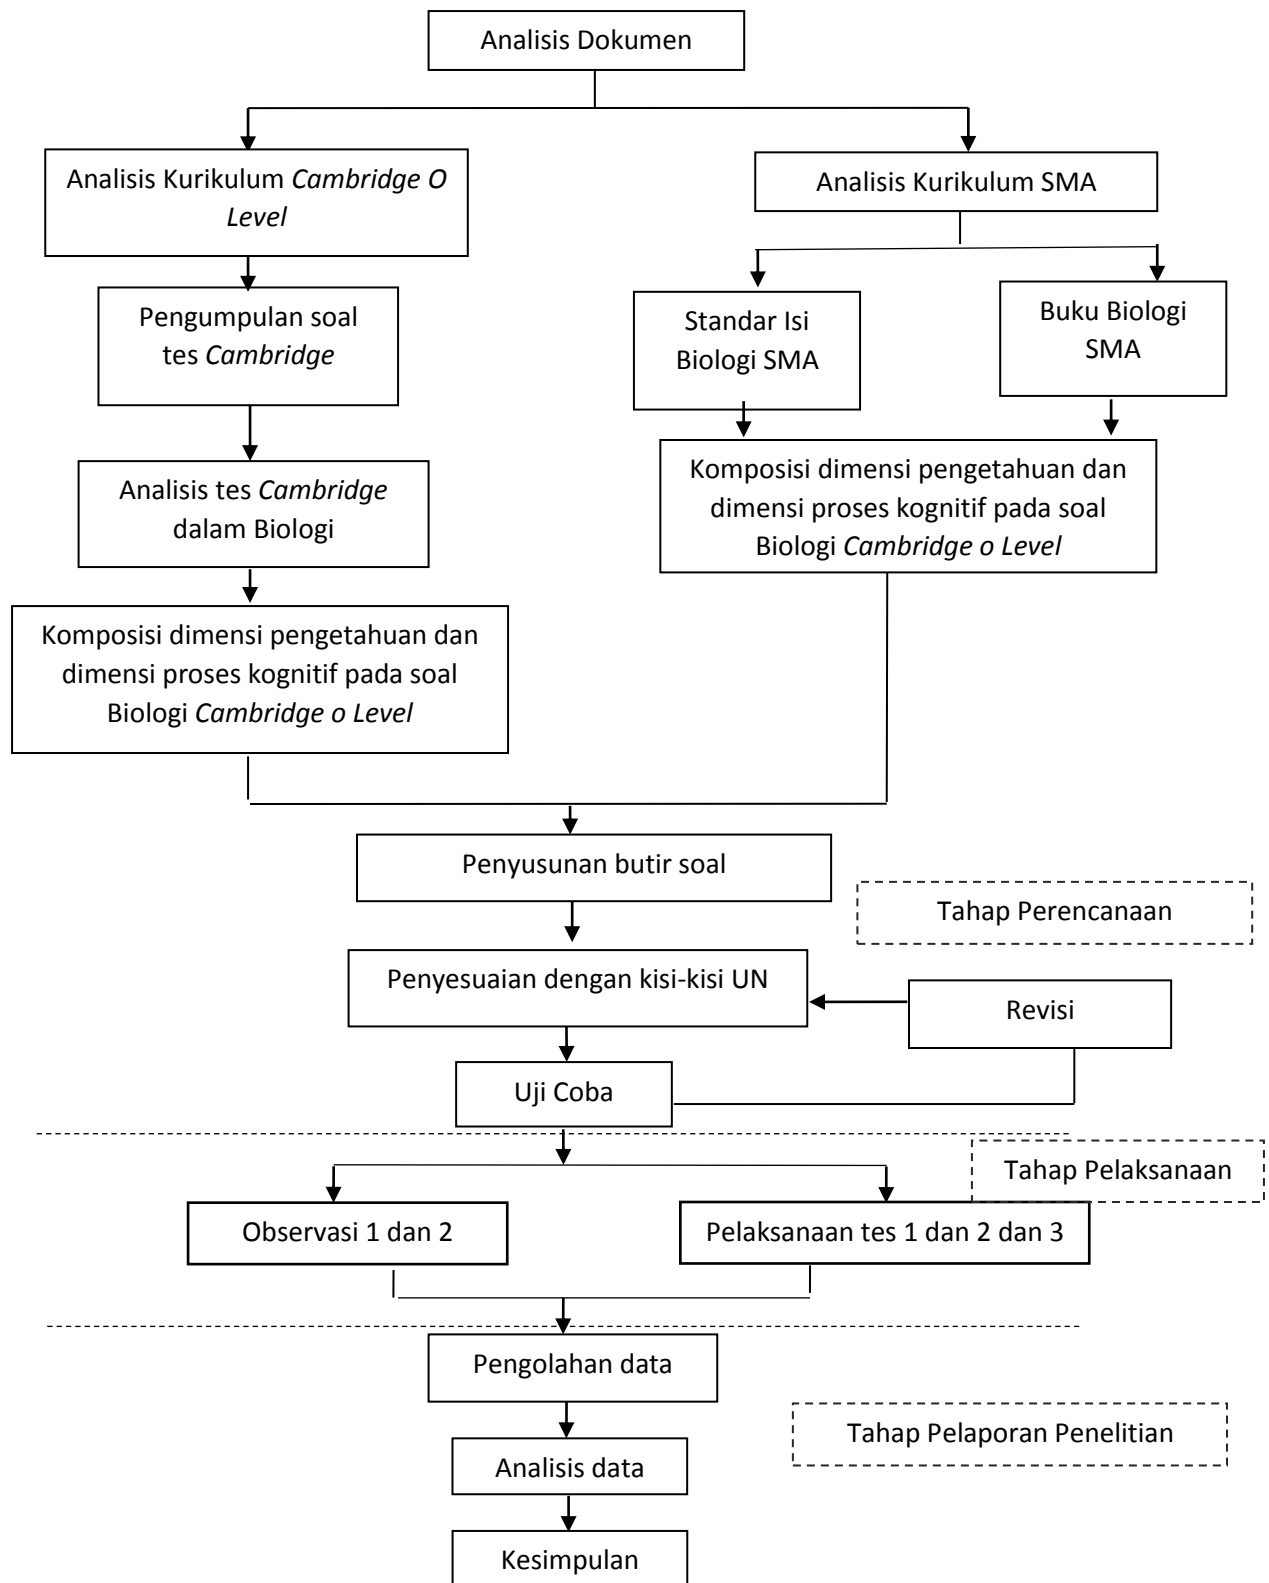 Analisis Dokumen
Analisis Kurikulum Cambridge O
Level
Analisis Kurikulum SMA
Pengumpulan soal
tes Cambridge
Standar Isi
Biologi SMA
Buku Biologi
SMA
Analisis tes Cambridge
dalam Biologi
Komposisi dimensi pengetahuan dan
dimensi proses kognitif pada soal
Biologi Cambridge o Level
Komposisi dimensi pengetahuan dan
dimensi proses kognitif pada soal
Biologi Cambridge o Level
Penyusunan butir soal
Tahap Perencanaan
Penyesuaian dengan kisi-kisi UN
Revisi
Uji Coba
Tahap Pelaksanaan
Observasi 1 dan 2
Pelaksanaan tes 1 dan 2 dan 3
Pengolahan data
Tahap Pelaporan Penelitian
Analisis data
Kesimpulan